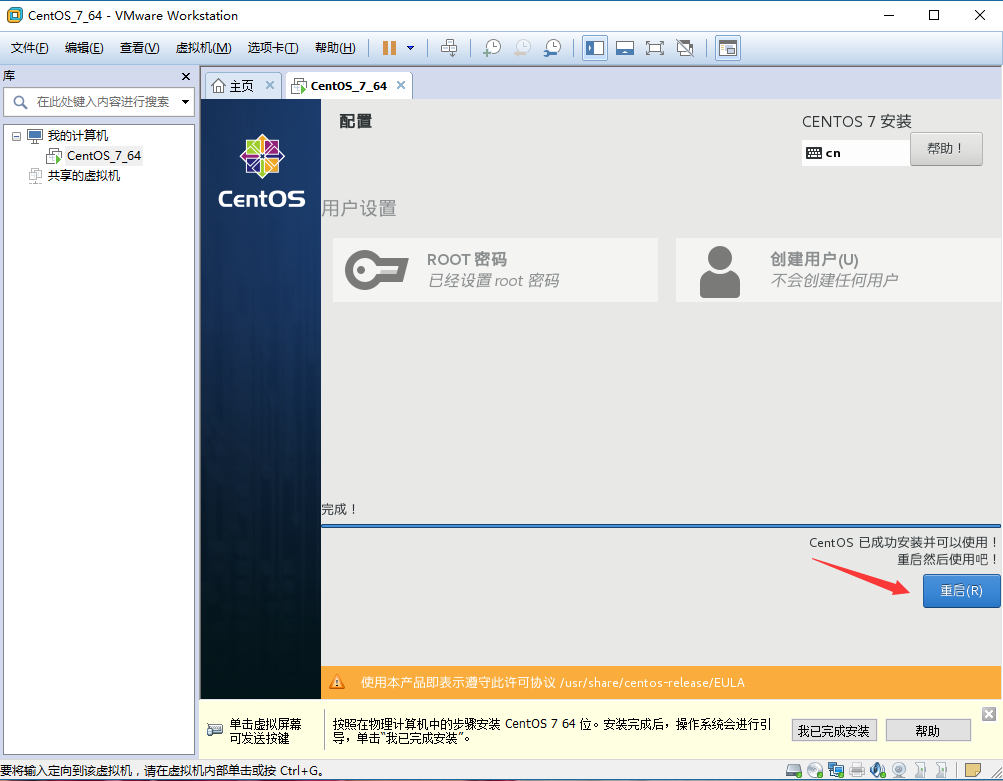 CentOS_7_64 - VMware Workstation
文件(F) 编辑(E) 查看(V) 虚拟机(M) 选项卡(T) 帮助(H)
库
在此处键入内容进行搜索
我的计算机
CentOS_7_64
共享的虚拟机
主页 CentOS_7_64
CentOS
配置
CENTOS 7 安装
cn
帮助！
用户设置
ROOT 密码
已经设置 root 密码
创建用户(U)
不会创建任何用户
完成！
CentOS 已成功安装并可以使用！
重启然后使用吧！
重启(R)
使用本产品即表示遵守此许可协议 /usr/share/centos-release/EULA
单击虚拟屏幕
可发送按键
按照在物理计算机中的步骤安装 CentOS 7 64 位。安装完成后，操作系统会进行引
导，单击“我已完成安装”。
我已完成安装
帮助
要将输入定向到该虚拟机，请在虚拟机内部单击或按 Ctrl+G。